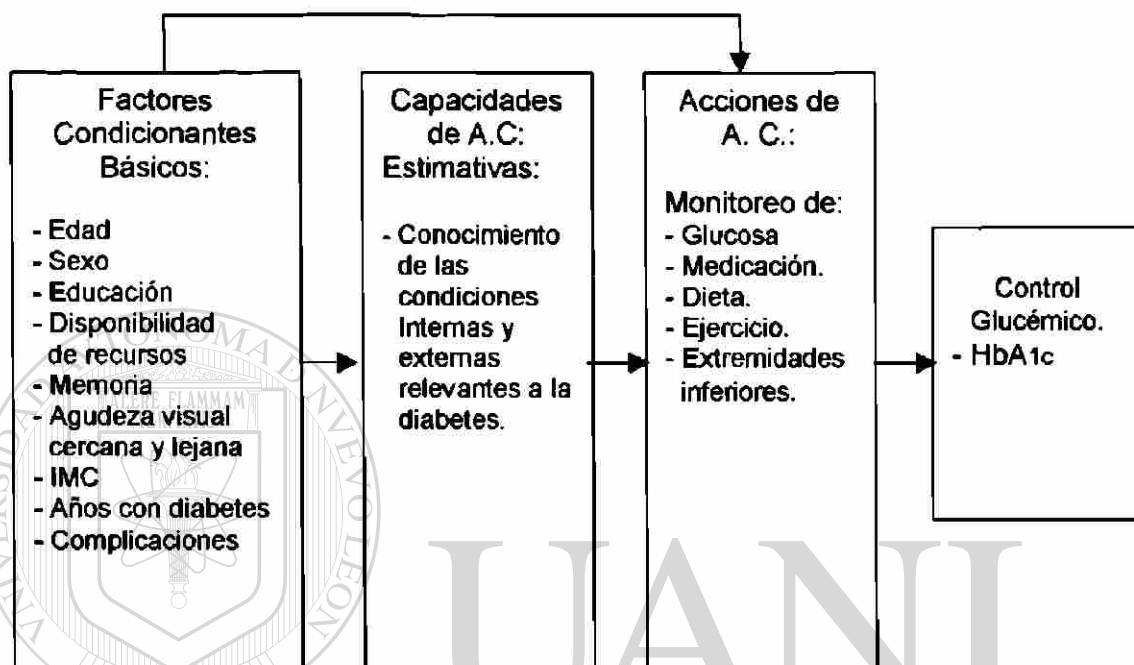 Factores
Condicionantes
Básicos:
- Edad
- Sexo
- Educación
- Disponibilidad
de recursos
- Memoria
- Agudeza visual
cercana y lejana
- IMC
- Años con diabetes
- Complicaciones
Capacidades
de A.C:
Estimativas:
- Conocimiento
de las
condiciones
Internas y
externas
relevantes a la
diabetes.
Acciones de
A. C.:
Monitoreo de:
- Glucosa
- Medicación.
- Dieta.
- Ejercicio.
- Extremidades
inferiores.
Control
Glucémico.
- HbA1c
UANI